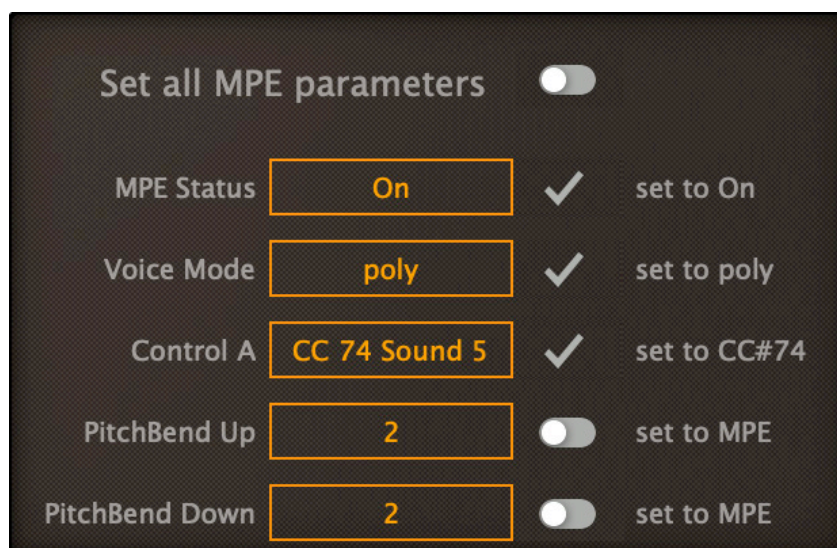 Set all MPE parameters
MPE Status On set to On
Voice Mode poly set to poly
Control A CC 74 Sound 5 set to CC#74
PitchBend Up 2 set to MPE
PitchBend Down 2 set to MPE